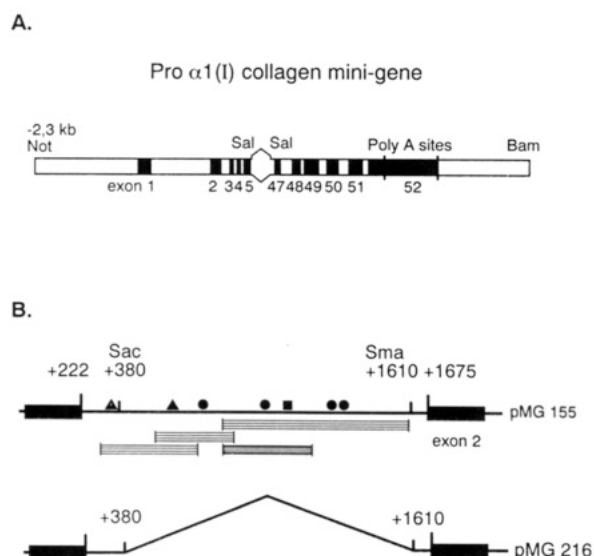 A.
Pro α1(I) collagen mini-gene
-2,3 kb
Not Sal Sal Poly A sites Bam
exon 1 2 3 4 5 47 48 49 50 51 52
B.
Sac Sma
+222 +380 +1610 +1675
pMG 155
exon 2
+380 +1610
pMG 216